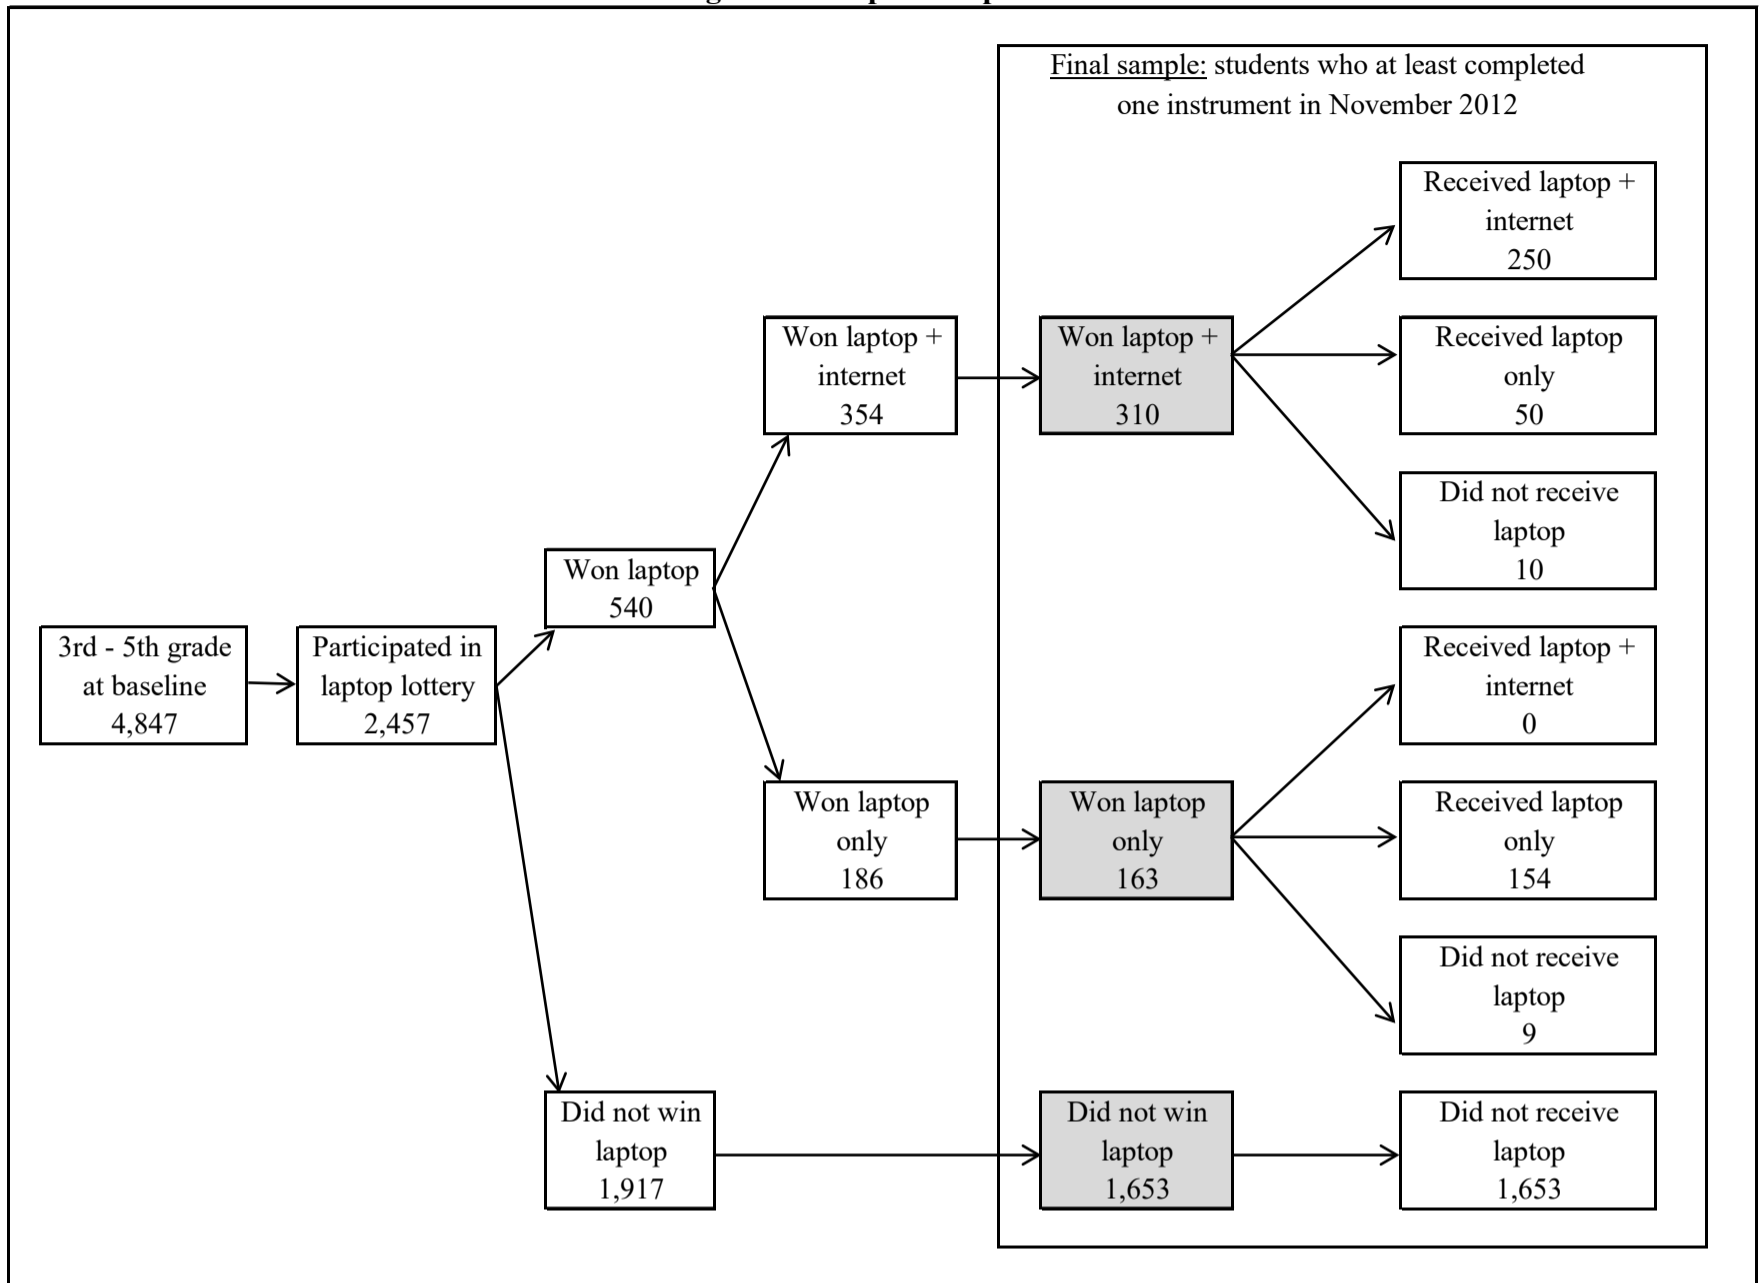 Final sample: students who at least completed
one instrument in November 2012
3rd - 5th grade
at baseline
4,847
Participated in
laptop lottery
2,457
Won laptop
540
Did not win
laptop
1,917
Won laptop +
internet
354
Won laptop
only
186
Won laptop +
internet
310
Won laptop
only
163
Did not win
laptop
1,653
Received laptop +
internet
250
Received laptop
only
50
Did not receive
laptop
10
Received laptop +
internet
0
Received laptop
only
154
Did not receive
laptop
9
Did not receive
laptop
1,653